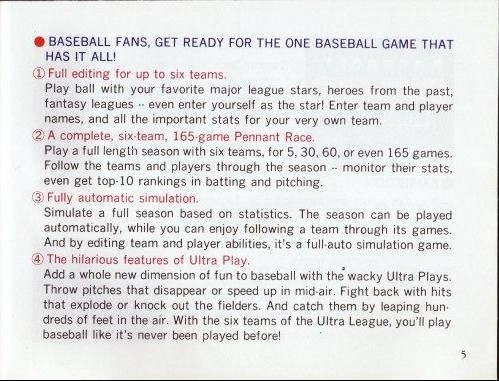 ● BASEBALL FANS, GET READY FOR THE ONE BASEBALL GAME THAT
HAS IT ALL!
① Full editing for up to six teams.
Play ball with your favorite major league stars, heroes from the past,
fantasy leagues -- even enter yourself as the star! Enter team and player
names, and all the important stats for your very own team.
② A complete, six-team, 165-game Pennant Race.
Play a full length season with six teams, for 5, 30, 60, or even 165 games.
Follow the teams and players through the season -- monitor their stats,
even get top-10 rankings in batting and pitching.
③ Fully automatic simulation.
Simulate a full season based on statistics. The season can be played
automatically, while you can enjoy following a team through its games.
And by editing team and player abilities, it's a full-auto simulation game.
④ The hilarious features of Ultra Play.
Add a whole new dimension of fun to baseball with the wacky Ultra Plays.
Throw pitches that disappear or speed up in mid-air. Fight back with hits
that explode or knock out the fielders. And catch them by leaping hun-
dreds of feet in the air. With the six teams of the Ultra League, you'll play
baseball like it's never been played before!
5